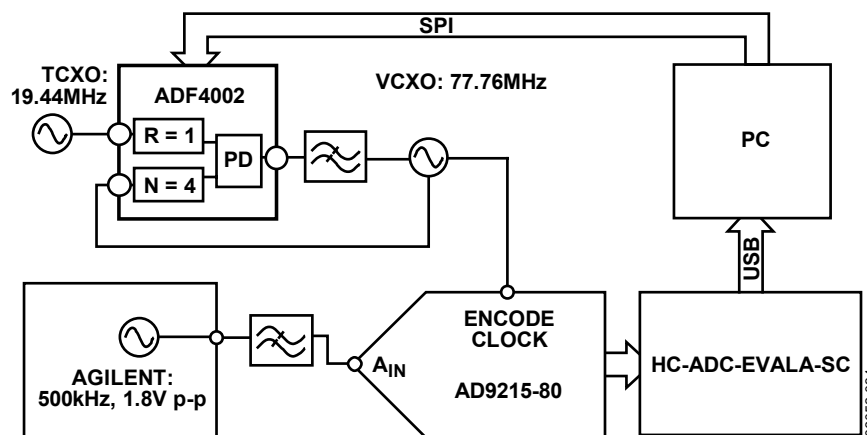 SPI
TCXO:
19.44MHz
ADF4002
VCXO: 77.76MHz
R = 1
PD
N = 4
PC
USB
ENCODE
CLOCK
AIN
AD9215-80
HC-ADC-EVALA-SC
AGILENT:
500kHz, 1.8V p-p